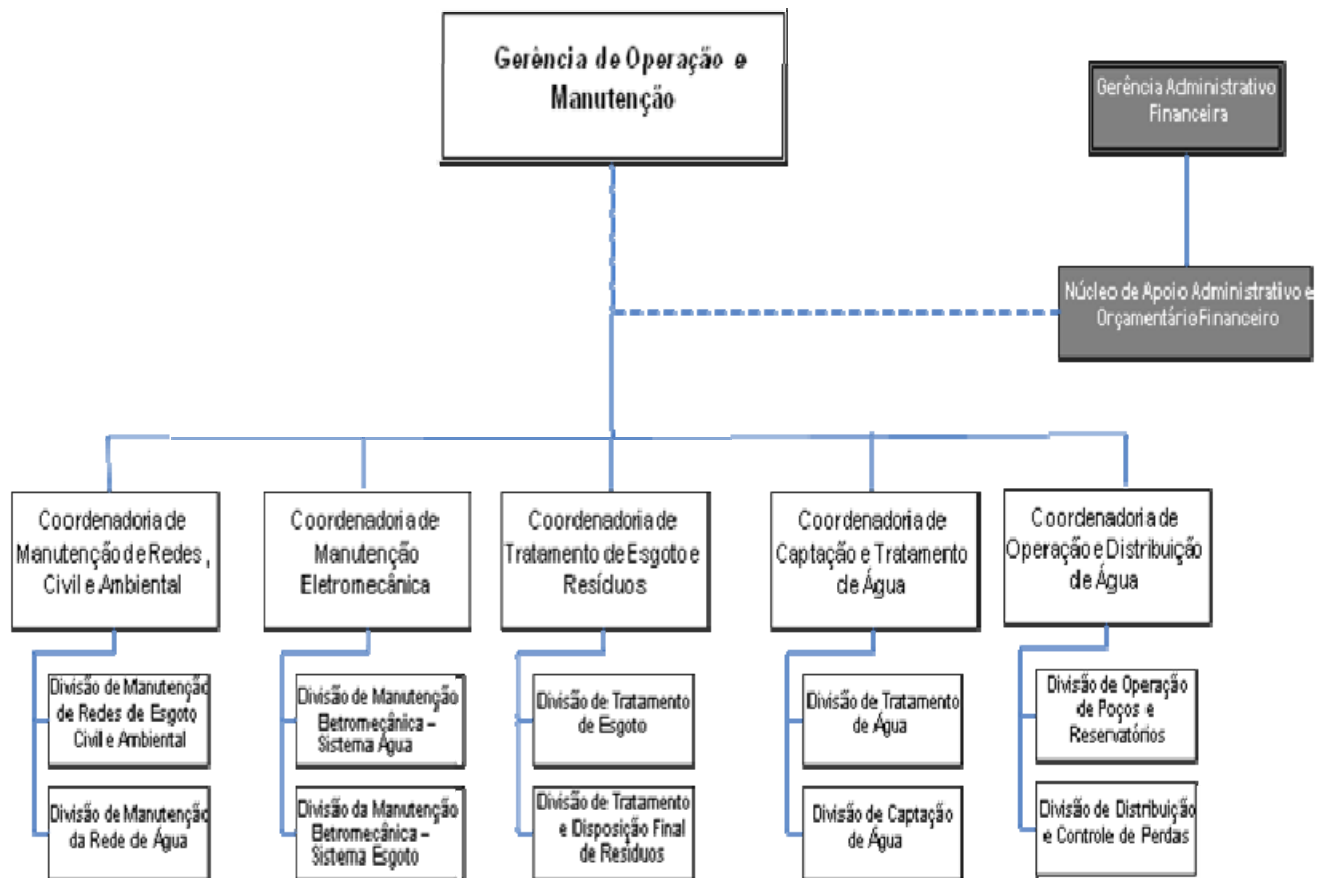 Gerência de Operação e
Manutenção
Gerência Administrativo
Financeira
Núcleo de Apoio Administrativo e
Orçamentário Financeiro
Coordenadoria de
Manutenção de Redes,
Civil e Ambiental
Coordenadoria de
Manutenção
Eletromecânica
Coordenadoria de
Tratamento de Esgoto e
Resíduos
Coordenadoria de
Captação e Tratamento
de Água
Coordenadoria de
Operação e Distribuição
de Água
Divisão de Manutenção
de Redes de Esgoto
Civil e Ambiental
Divisão de Manutenção
Eletromecânica –
Sistema Água
Divisão de Tratamento
de Esgoto
Divisão de Tratamento
de Água
Divisão de Operação
de Poços e
Reservatórios
Divisão de Manutenção
da Rede de Água
Divisão da Manutenção
Eletromecânica –
Sistema Esgoto
Divisão de Tratamento
e Disposição Final
de Resíduos
Divisão de Captação
de Água
Divisão de Distribuição
e Controle de Perdas